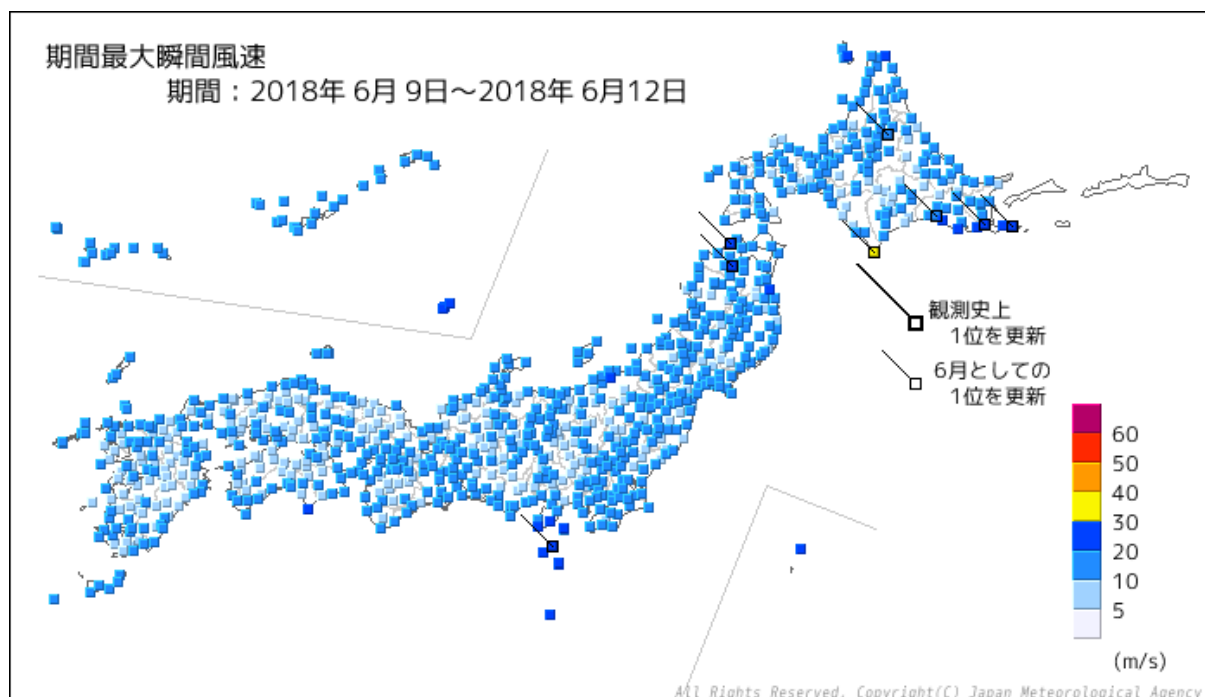 期間最大瞬間風速
期間：2018年 6月 9日～2018年 6月12日
観測史上
1位を更新
6月としての
1位を更新
60
50
40
30
20
10
5
(m/s)
All Rights Reserved. Copyright(C) Japan Meteorological Agency